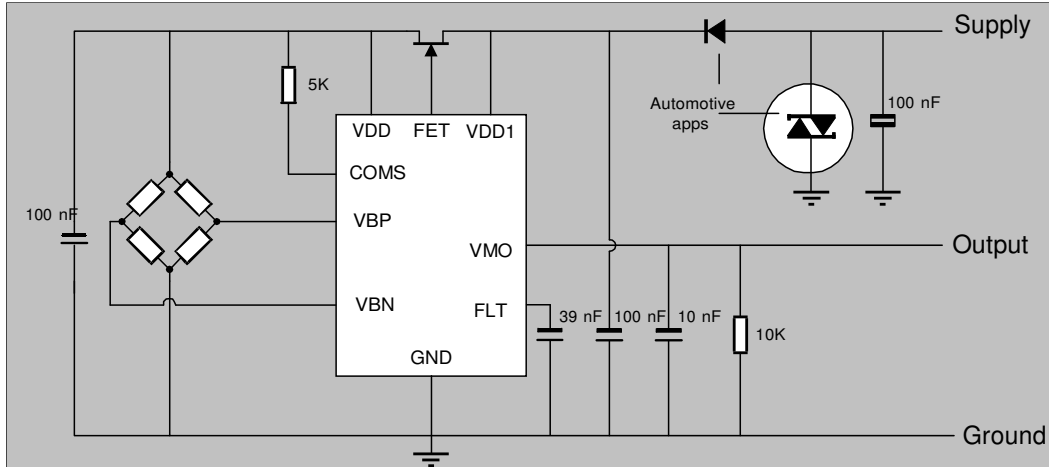 Supply
5K
100 nF
Automotive
apps
VDD FET VDD1
COMS
VBP
100 nF
VMO
Output
VBN
FLT
39 nF
100 nF
10 nF
10K
GND
Ground